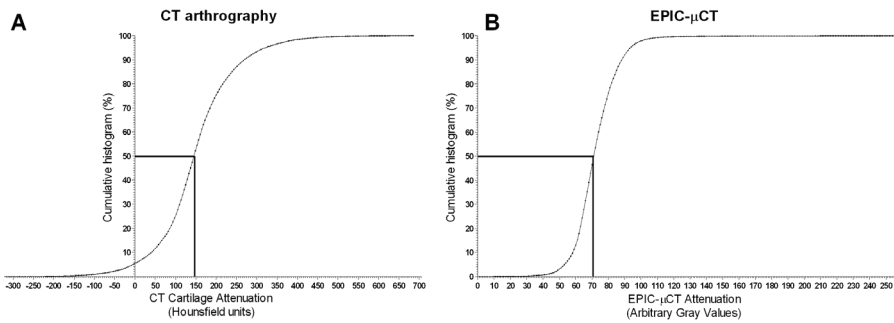 A
CT arthrography
100
90
80
70
60
50
40
30
20
10
0
Cumulative histogram (%)
-300 -250 -200 -150 -100 -50 0 50 100 150 200 250 300 350 400 450 500 550 600 650 700
CT Cartilage Attenuation
(Hounsfield units)
B
EPIC-μCT
100
90
80
70
60
50
40
30
20
10
0
Cumulative histogram (%)
0 10 20 30 40 50 60 70 80 90 100 110 120 130 140 150 160 170 180 190 200 210 220 230 240 250
EPIC-μCT Attenuation
(Arbitrary Gray Values)